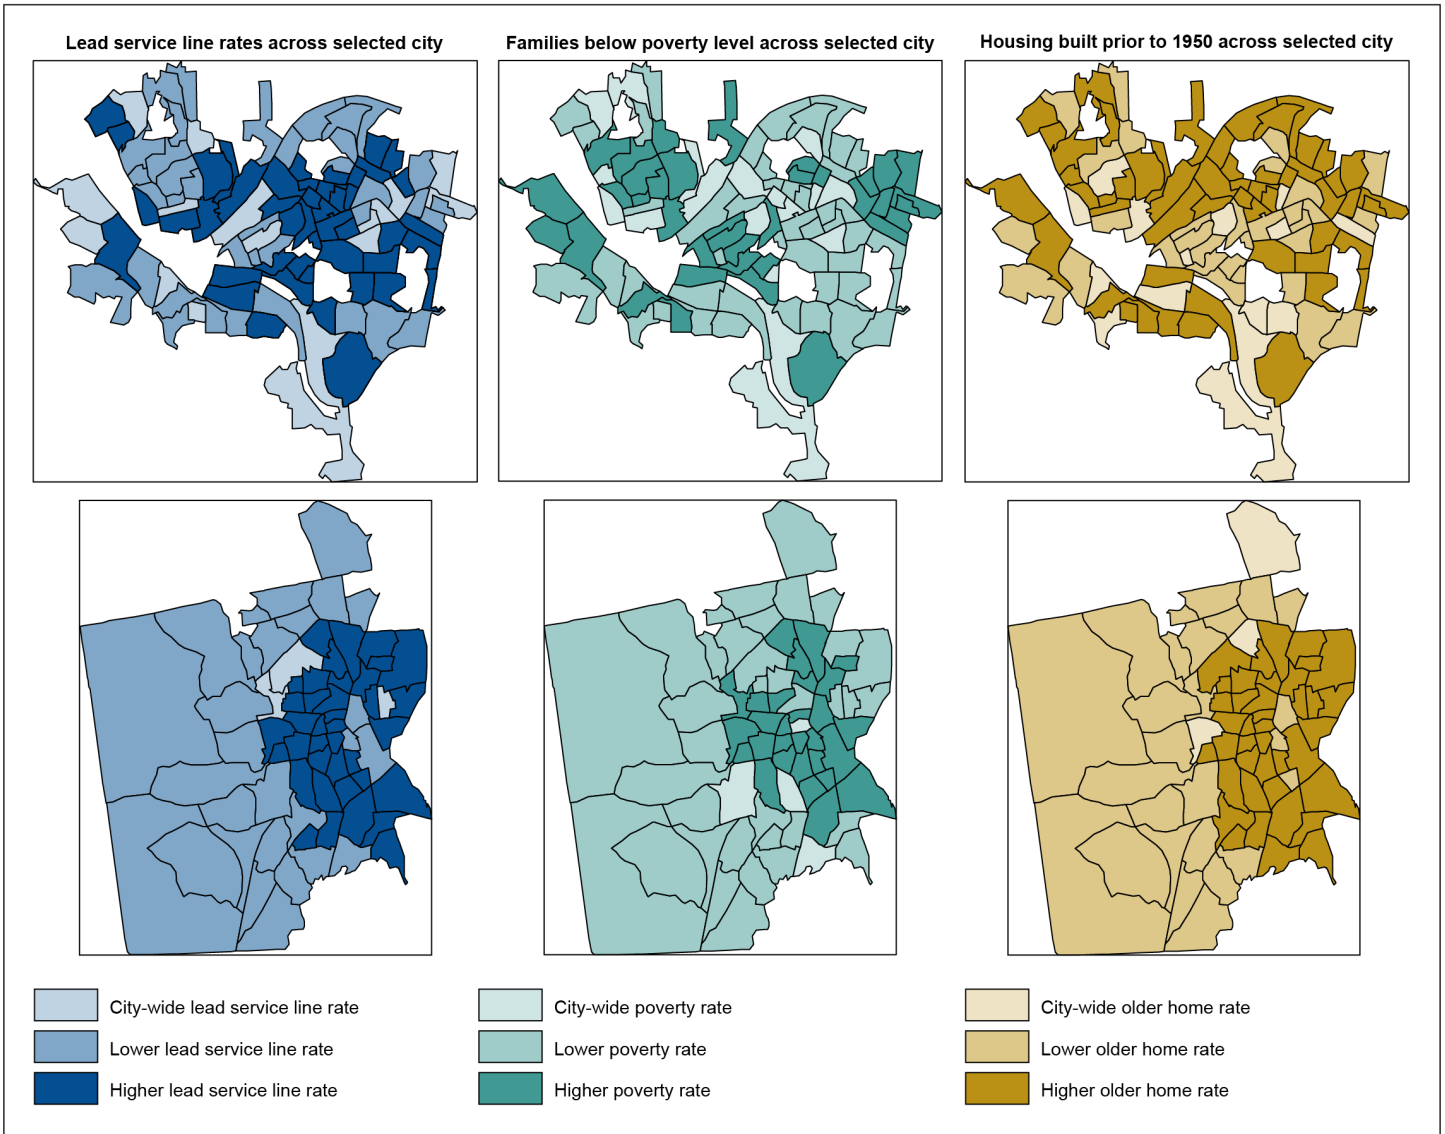 Lead service line rates across selected city
Families below poverty level across selected city
Housing built prior to 1950 across selected city
City-wide lead service line rate
Lower lead service line rate
Higher lead service line rate
City-wide poverty rate
Lower poverty rate
Higher poverty rate
City-wide older home rate
Lower older home rate
Higher older home rate